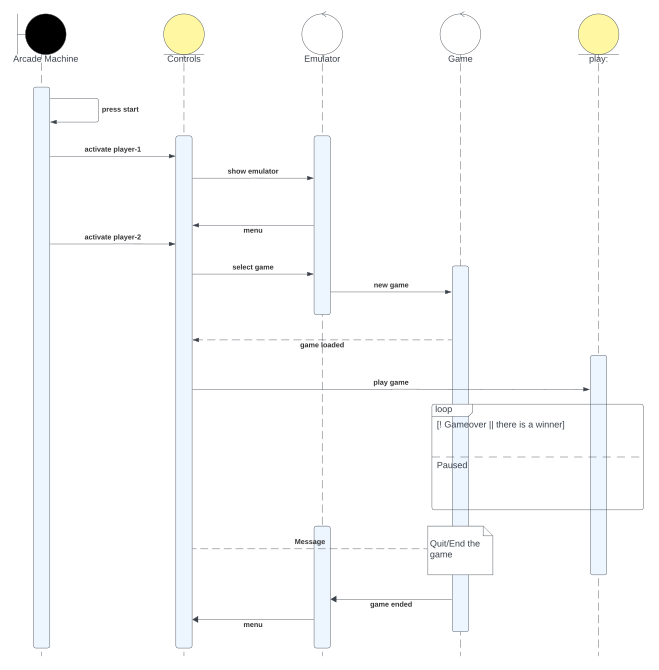 Arcade Machine
Controls
Emulator
Game
play:
press start
activate player-1
show emulator
menu
activate player-2
select game
new game
game loaded
play game
loop
[! Gameover || there is a winner]
Paused
Message
Quit/End the
game
game ended
menu